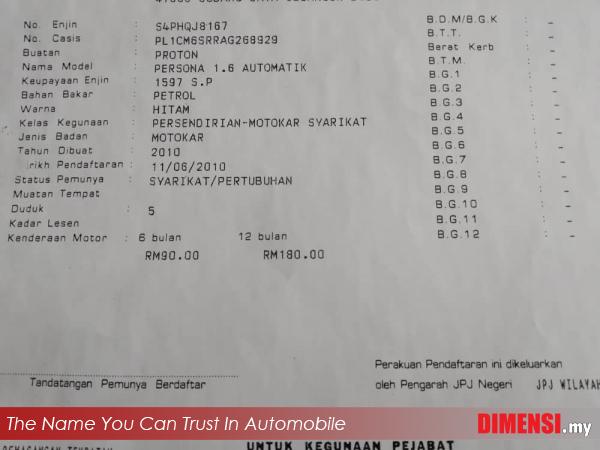 No. Enjin : S4PHQJ8167
No. Casis : PL1CM6SRRAG268929
Buatan : PROTON
Nama Model : PERSONA 1.6 AUTOMATIK
Keupayaan Enjin : 1597 S.P
Bahan Bakar : PETROL
Warna : HITAM
Kelas Kegunaan : PERSENDIRIAN-MOTOKAR SYARIKAT
Jenis Badan : MOTOKAR
Tahun Dibuat : 2010
rikh Pendaftaran : 11/06/2010
Status Pemunya : SYARIKAT/PERTUBUHAN
Muatan Tempat
Duduk : 5
Kadar Lesen
Kenderaan Motor : 6 bulan 12 bulan
RM90.00 RM180.00
B.D.M/B.G.K : -
B.T.T. : -
Berat Kerb : -
B.T.M. : -
B.G.1 : -
B.G.2 : -
B.G.3 : -
B.G.4 : -
B.G.5 : -
B.G.6 : -
B.G.7 : -
B.G.8 : -
B.G.9 : -
B.G.10 : -
B.G.11 : -
B.G.12 : -
Tandatangan Pemunya Berdaftar
Perakuan Pendaftaran ini dikeluarkan
oleh Pengarah JPJ Negeri JPJ WILAYAH
The Name You Can Trust In Automobile
DIMENSI.my
UNTUK KEGUNAAN PEJABAT